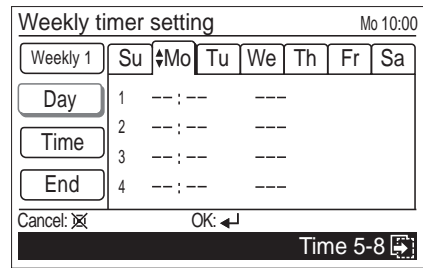 Weekly timer setting Mo 10:00
Weekly 1 Su Mo Tu We Th Fr Sa
Day 1 --:-- ---
2 --:-- ---
Time
3 --:-- ---
End 4 --:-- ---
Cancel: OK:
Time 5-8